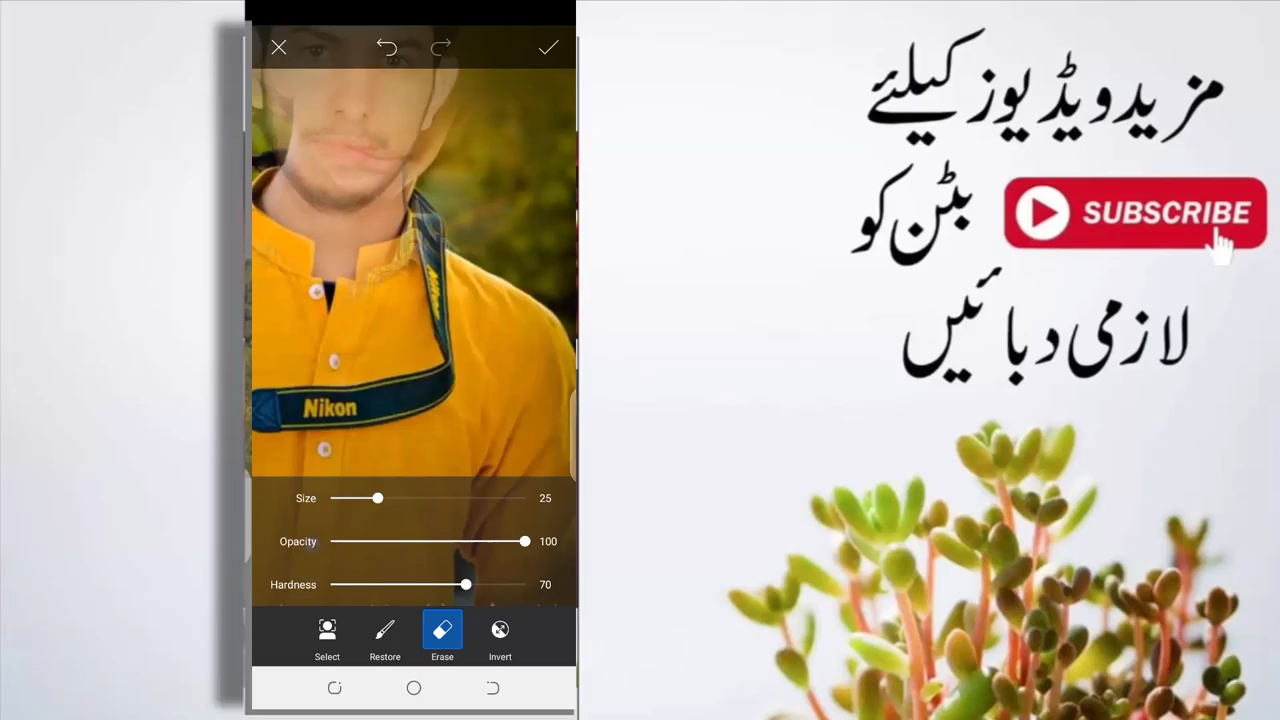 مزید ویڈیوز کیلئے
بٹن کو SUBSCRIBE
لازمی دبائیں
Nikon
Nikon
Size 25
Opacity 100
Hardness 70
Select Restore Erase Invert